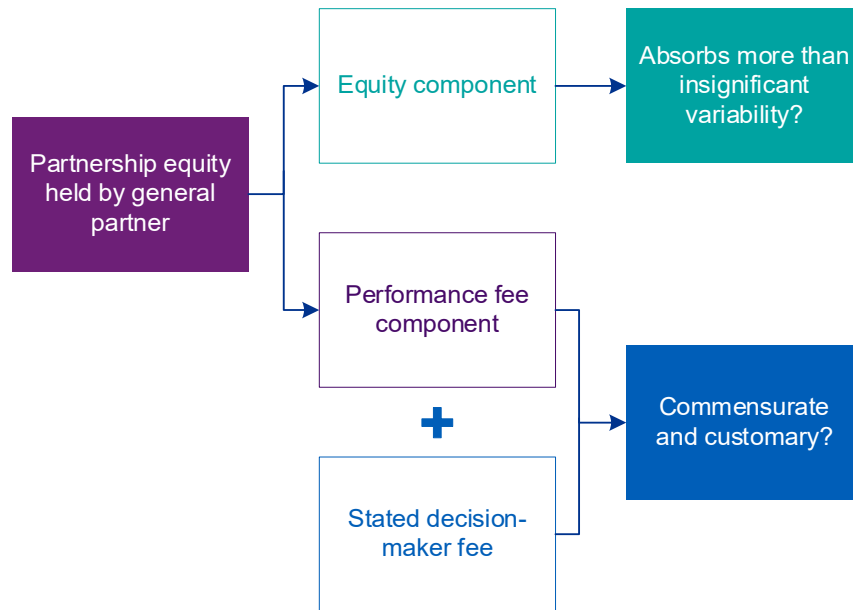 Partnership equity
held by general
partner
Equity component
Absorbs more than
insignificant
variability?
Performance fee
component
Stated decision-
maker fee
Commensurate
and customary?